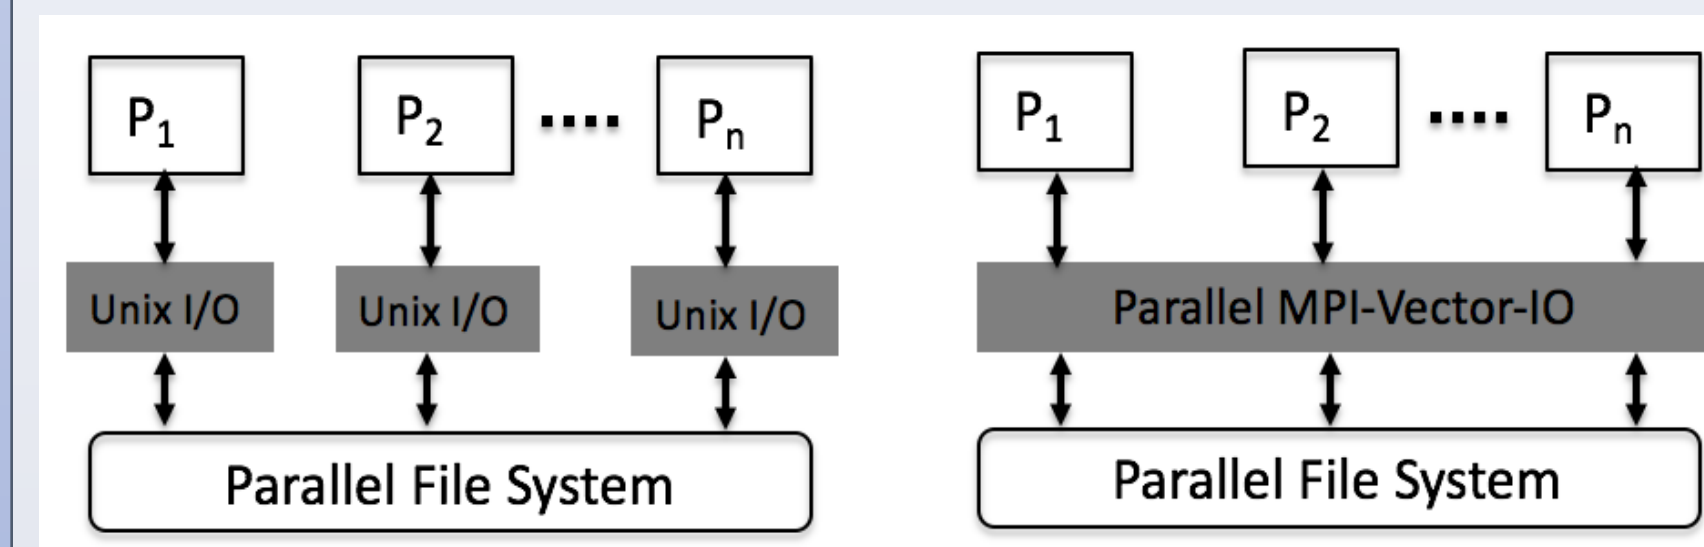 P1 P2 .... Pn
Unix I/O Unix I/O Unix I/O
Parallel File System
P1 P2 .... Pn
Parallel MPI-Vector-IO
Parallel File System